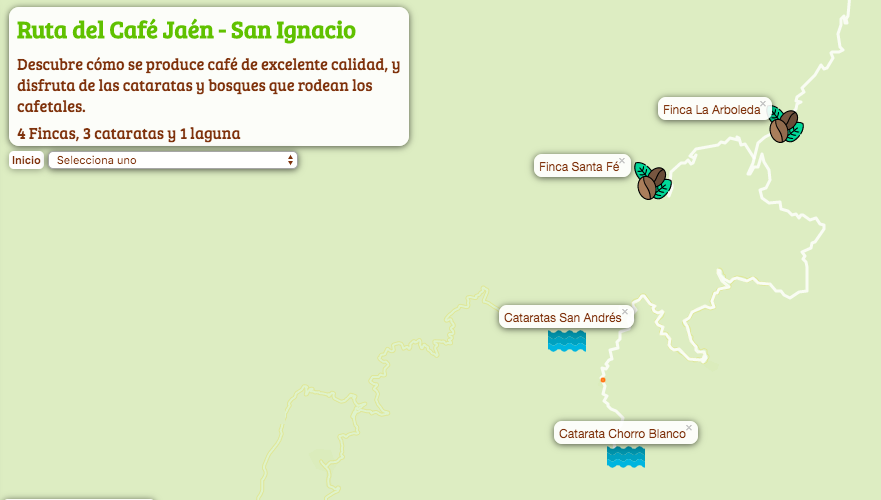 Ruta del Café Jaén - San Ignacio
Descubre cómo se produce café de excelente calidad, y
disfruta de las cataratas y bosques que rodean los
cafetales.
4 Fincas, 3 cataratas y 1 laguna
Inicio
Selecciona uno
Finca La Arboleda
Finca Santa Fé
Cataratas San Andrés
Catarata Chorro Blanco